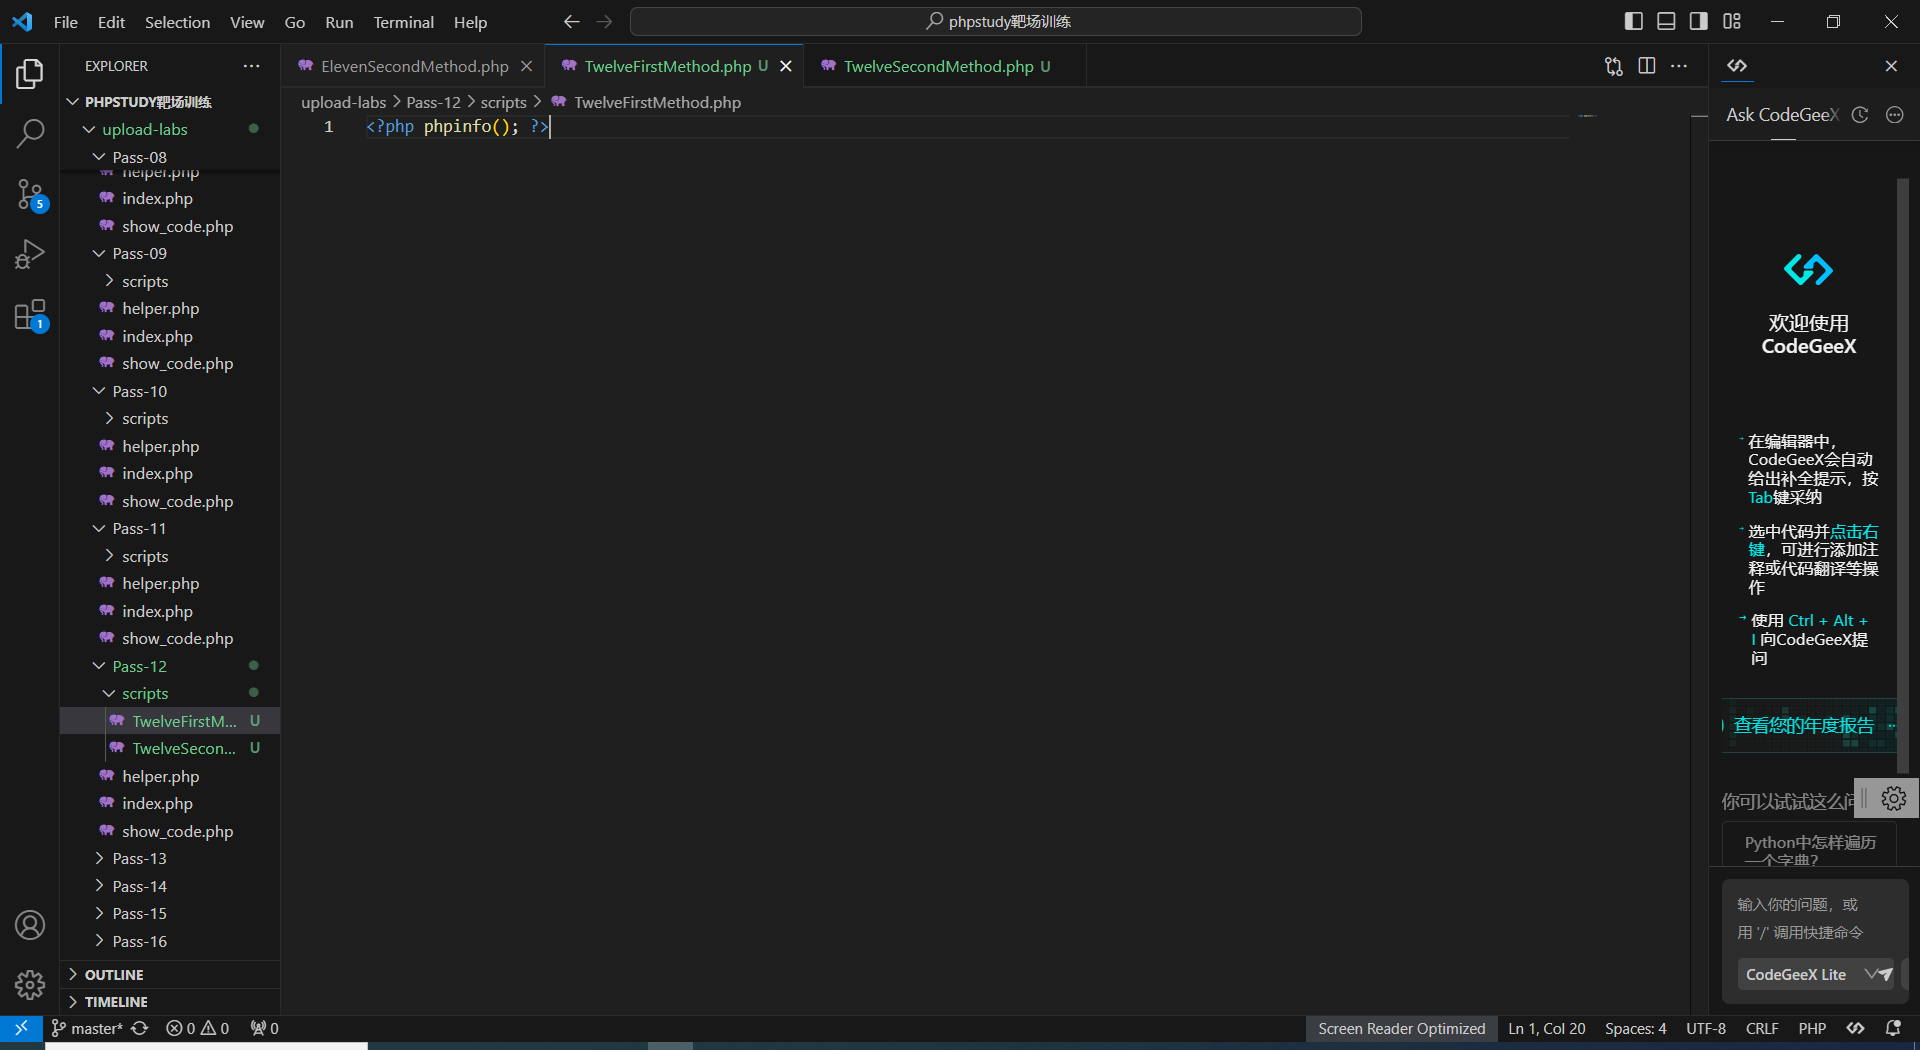 File Edit Selection View Go Run Terminal Help
phpstudy靶场训练
EXPLORER
PHPSTUDY靶场训练
upload-labs
Pass-08
helper.php
index.php
show_code.php
Pass-09
scripts
helper.php
index.php
show_code.php
Pass-10
scripts
helper.php
index.php
show_code.php
Pass-11
scripts
helper.php
index.php
show_code.php
Pass-12
scripts
TwelveFirstM... U
TwelveSecon... U
helper.php
index.php
show_code.php
Pass-13
Pass-14
Pass-15
Pass-16
OUTLINE
TIMELINE
5
1
ElevenSecondMethod.php
TwelveFirstMethod.php U
TwelveSecondMethod.php U
upload-labs > Pass-12 > scripts > TwelveFirstMethod.php
1 <?php phpinfo(); ?>
Ask CodeGeeX
欢迎使用
CodeGeeX
在编辑器中，
CodeGeeX会自动
给出补全提示，按
Tab键采纳
选中代码并点击右
键，可进行添加注
释或代码翻译等操
作
使用 Ctrl + Alt +
I 向CodeGeeX提
问
查看您的年度报告
你可以试试这么问
Python中怎样遍历
一个字典?
输入你的问题，或
用 '/' 调用快捷命令
CodeGeeX Lite
master* 0 0 0
Screen Reader Optimized Ln 1, Col 20 Spaces: 4 UTF-8 CRLF PHP